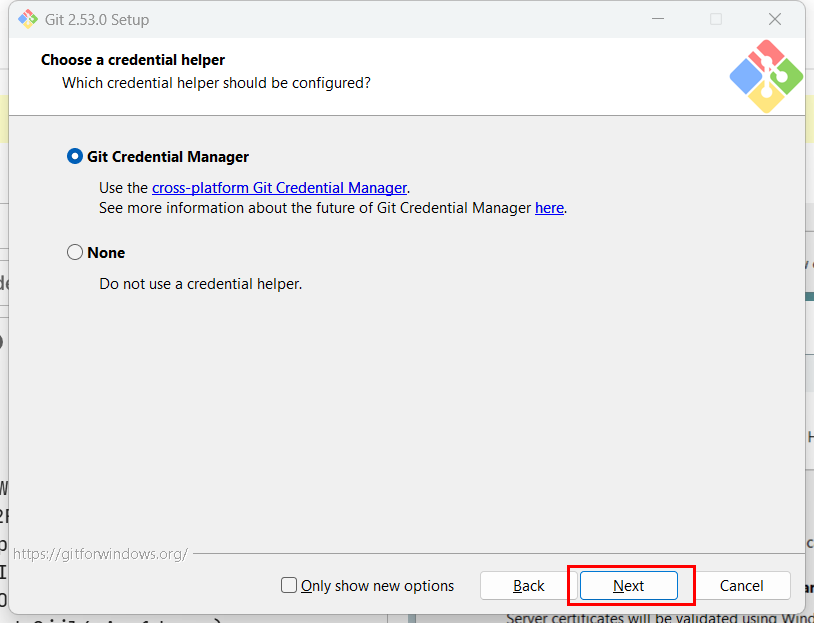 Git 2.53.0 Setup
Choose a credential helper
Which credential helper should be configured?
Git Credential Manager
Use the cross-platform Git Credential Manager.
See more information about the future of Git Credential Manager here.
None
Do not use a credential helper.
https://gitforwindows.org/
Only show new options
Back
Next
Cancel
Server certificates will be validated using